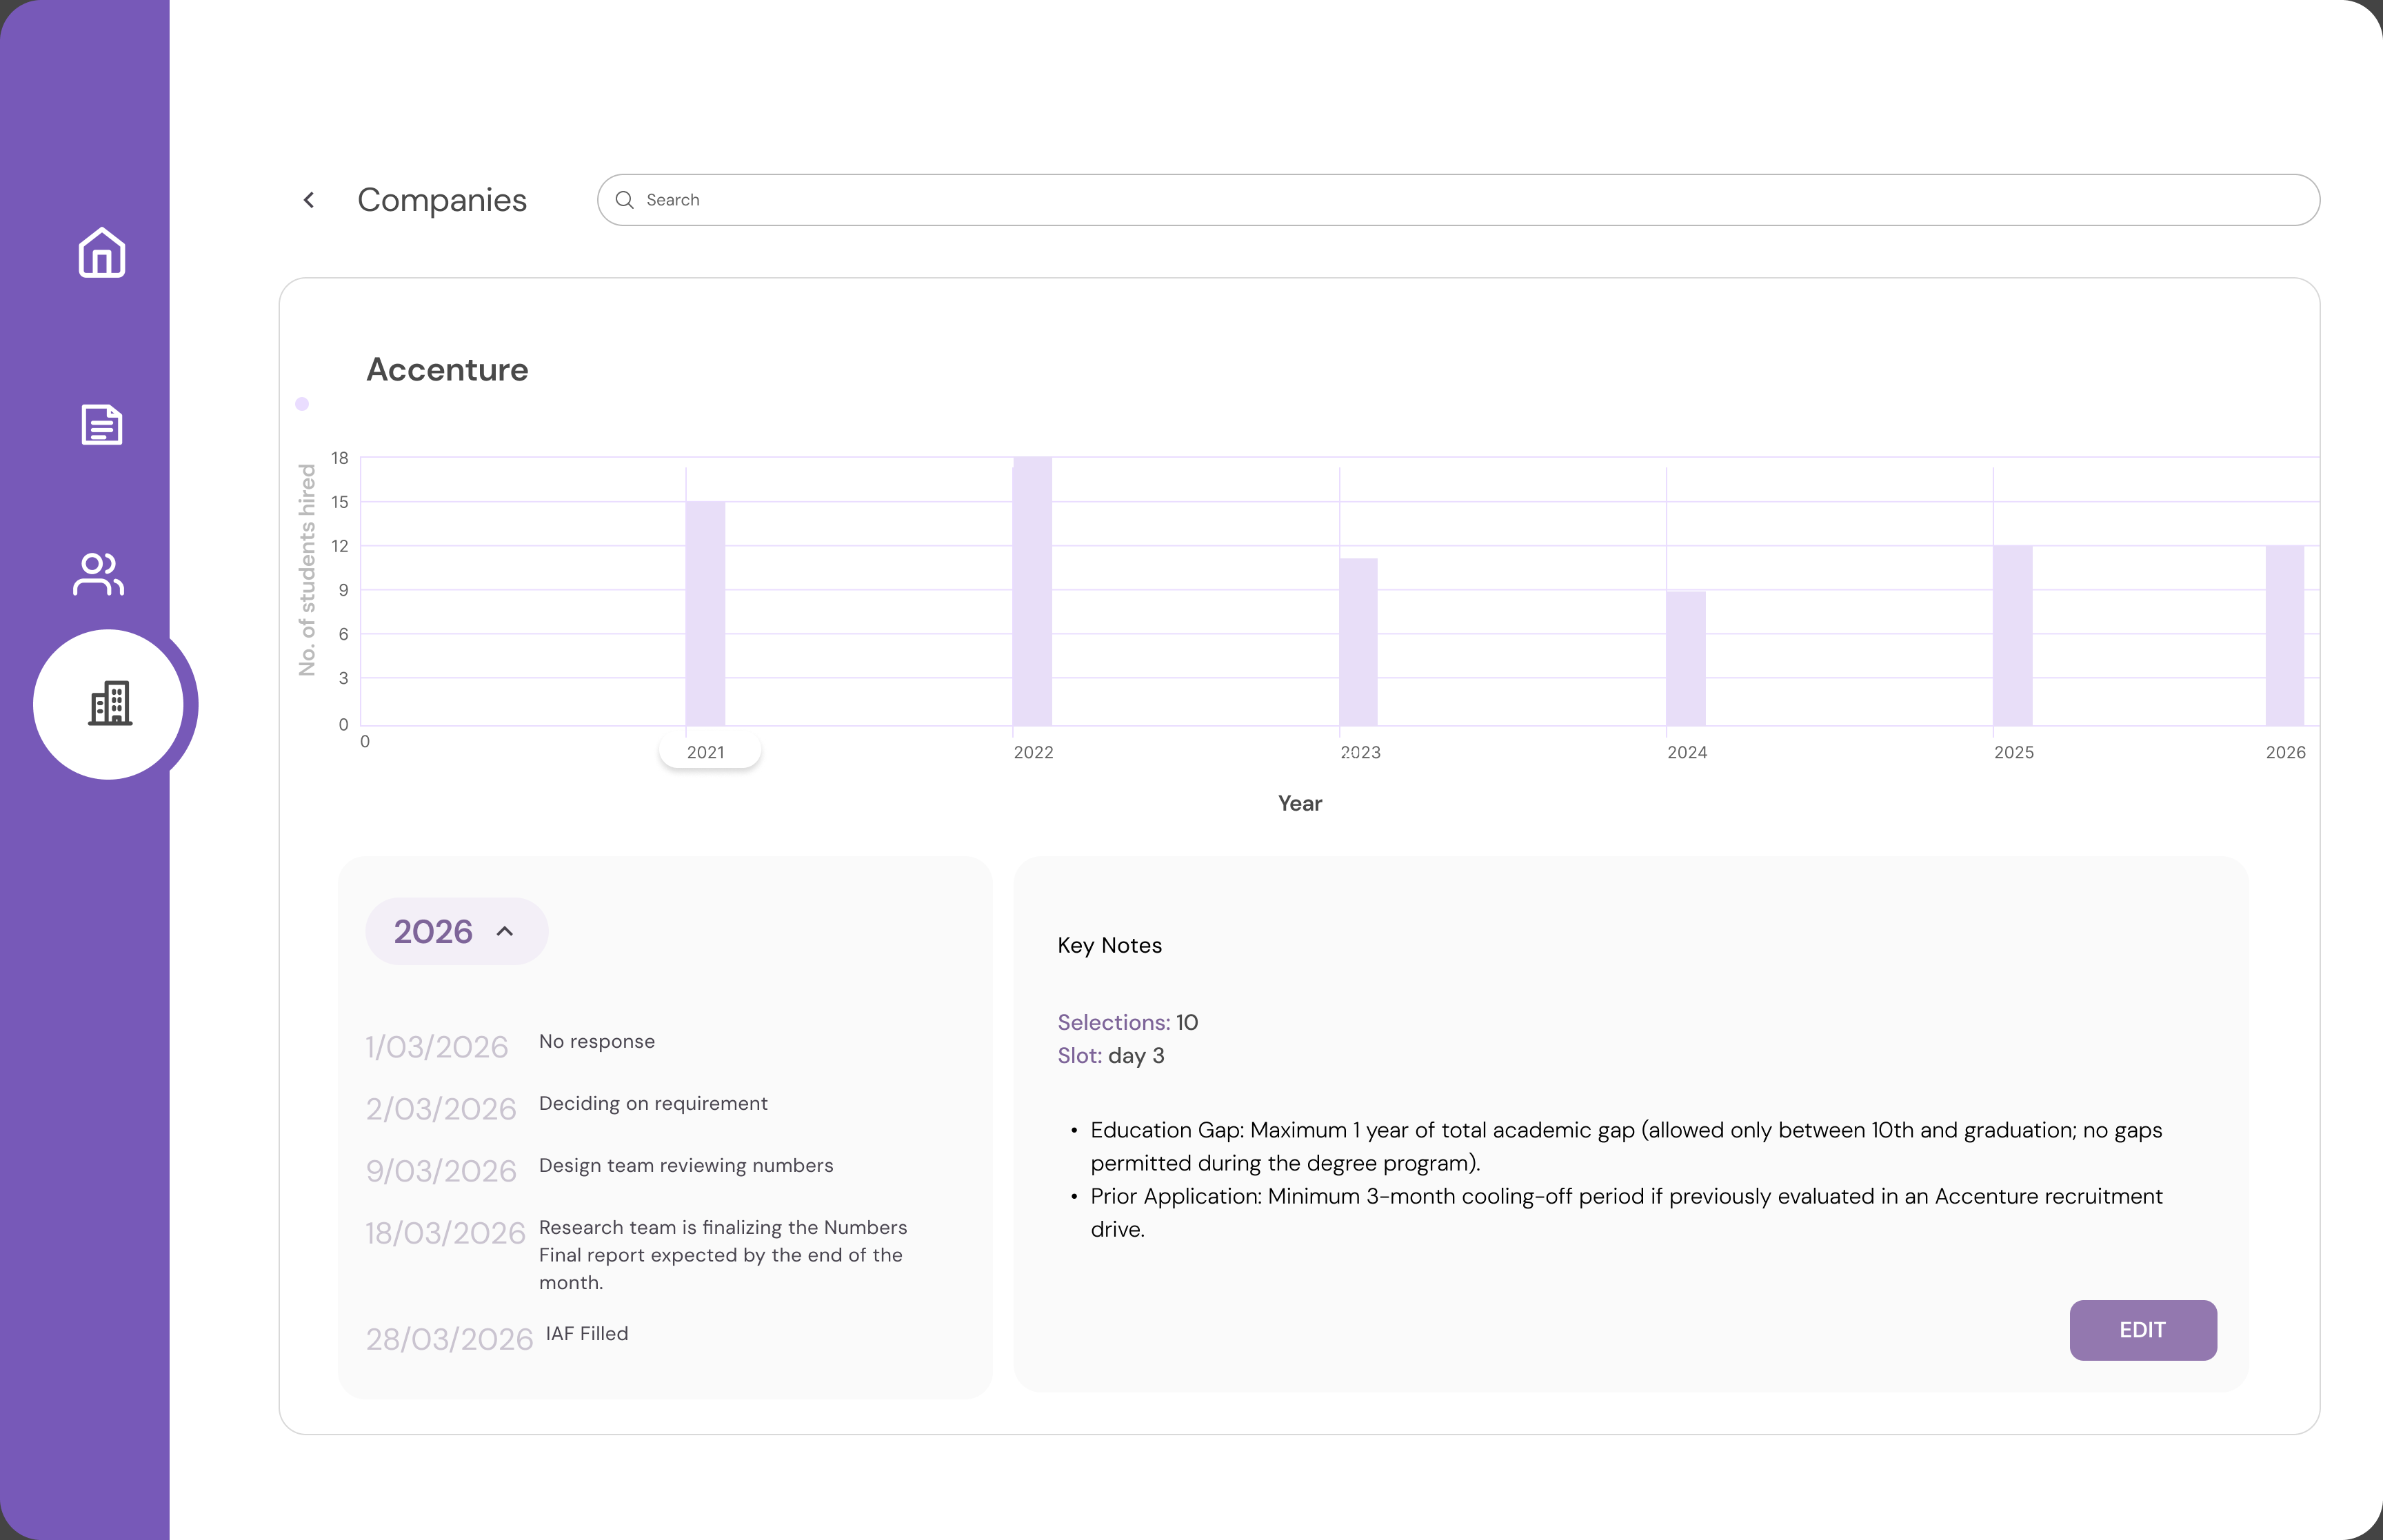 Companies
Search
Accenture
No. of students hired
18
15
12
9
6
3
0
0
2021
2022
2023
2024
2025
2026
Year
2026
1/03/2026 No response
2/03/2026 Deciding on requirement
9/03/2026 Design team reviewing numbers
18/03/2026 Research team is finalizing the Numbers
Final report expected by the end of the
month.
28/03/2026 IAF Filled
Key Notes
Selections: 10
Slot: day 3
• Education Gap: Maximum 1 year of total academic gap (allowed only between 10th and graduation; no gaps
permitted during the degree program).
• Prior Application: Minimum 3-month cooling-off period if previously evaluated in an Accenture recruitment
drive.
EDIT